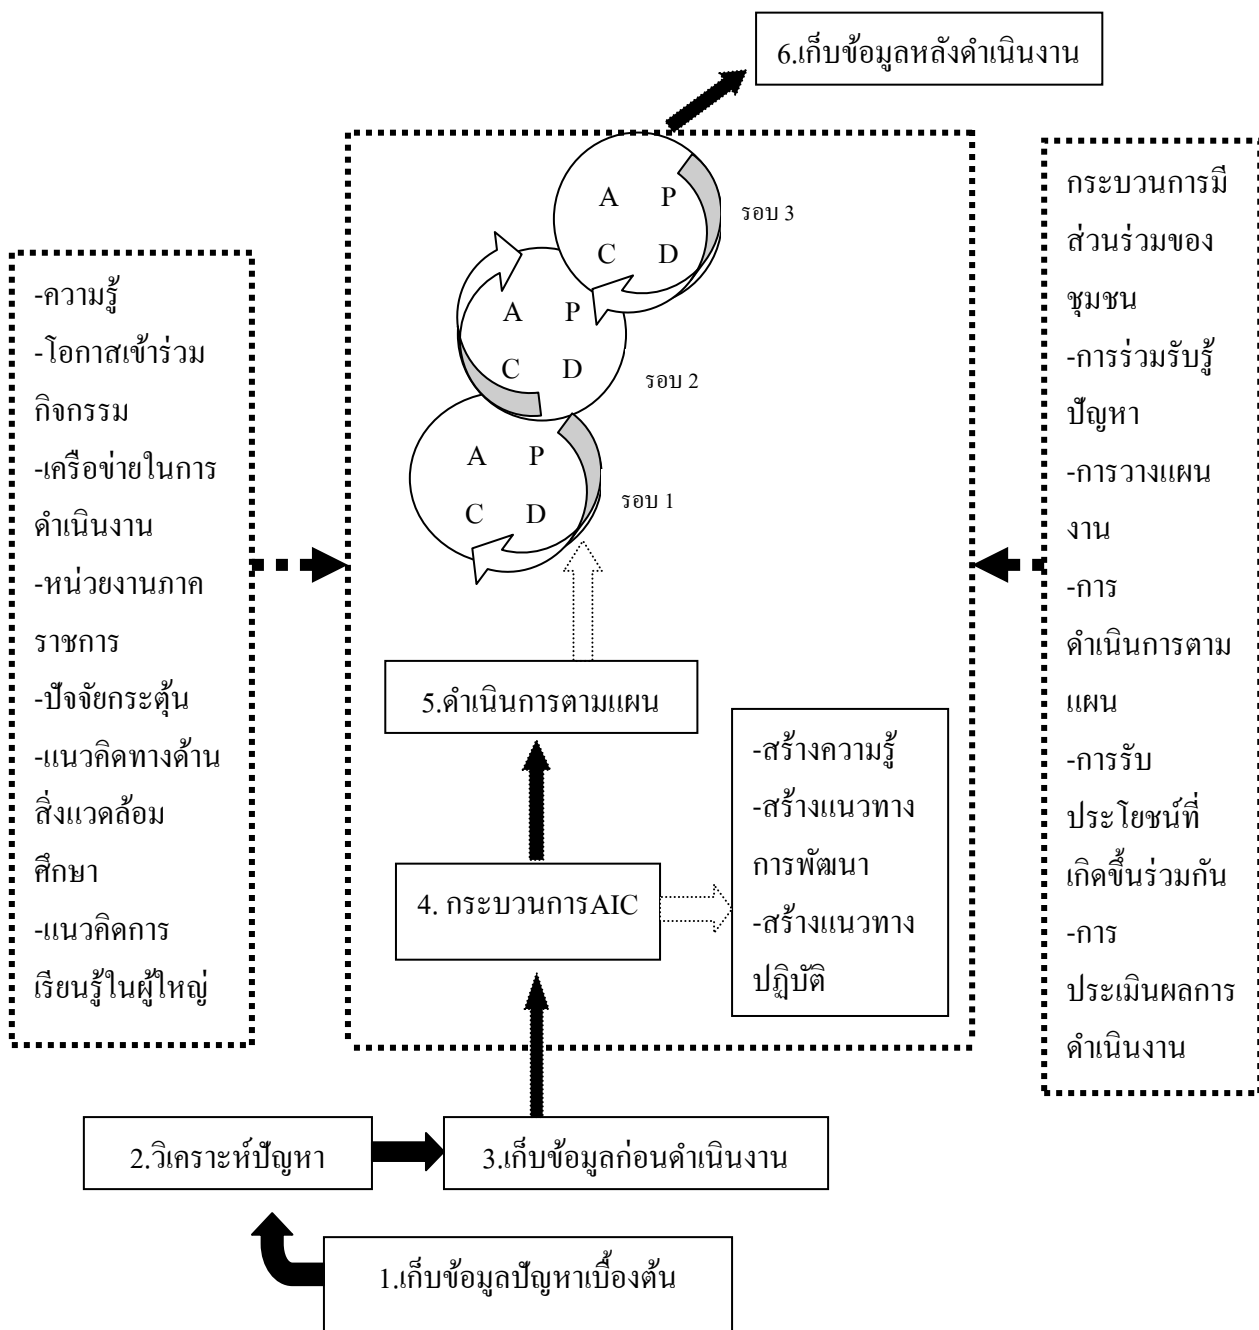 6.เก็บข้อมูลหลังดำเนินงาน
A P
C D
รอบ 3
A P
C D
รอบ 2
A P
C D
รอบ 1
-ความรู้
-โอกาสเข้าร่วม
กิจกรรม
-เครือข่ายในการ
ดำเนินงาน
-หน่วยงานภาค
ราชการ
-ปัจจัยกระตุ้น
-แนวคิดทางด้าน
สิ่งแวดล้อม
ศึกษา
-แนวคิดการ
เรียนรู้ในผู้ใหญ่
กระบวนการมี
ส่วนร่วมของ
ชุมชน
-การร่วมรับรู้
ปัญหา
-การวางแผน
งาน
-การ
ดำเนินการตาม
แผน
-การรับ
ประโยชน์ที่
เกิดขึ้นร่วมกัน
-การ
ประเมินผลการ
ดำเนินงาน
5.ดำเนินการตามแผน
-สร้างความรู้
-สร้างแนวทาง
การพัฒนา
-สร้างแนวทาง
ปฏิบัติ
4. กระบวนการAIC
2.วิเคราะห์ปัญหา
3.เก็บข้อมูลก่อนดำเนินงาน
1.เก็บข้อมูลปัญหาเบื้องต้น